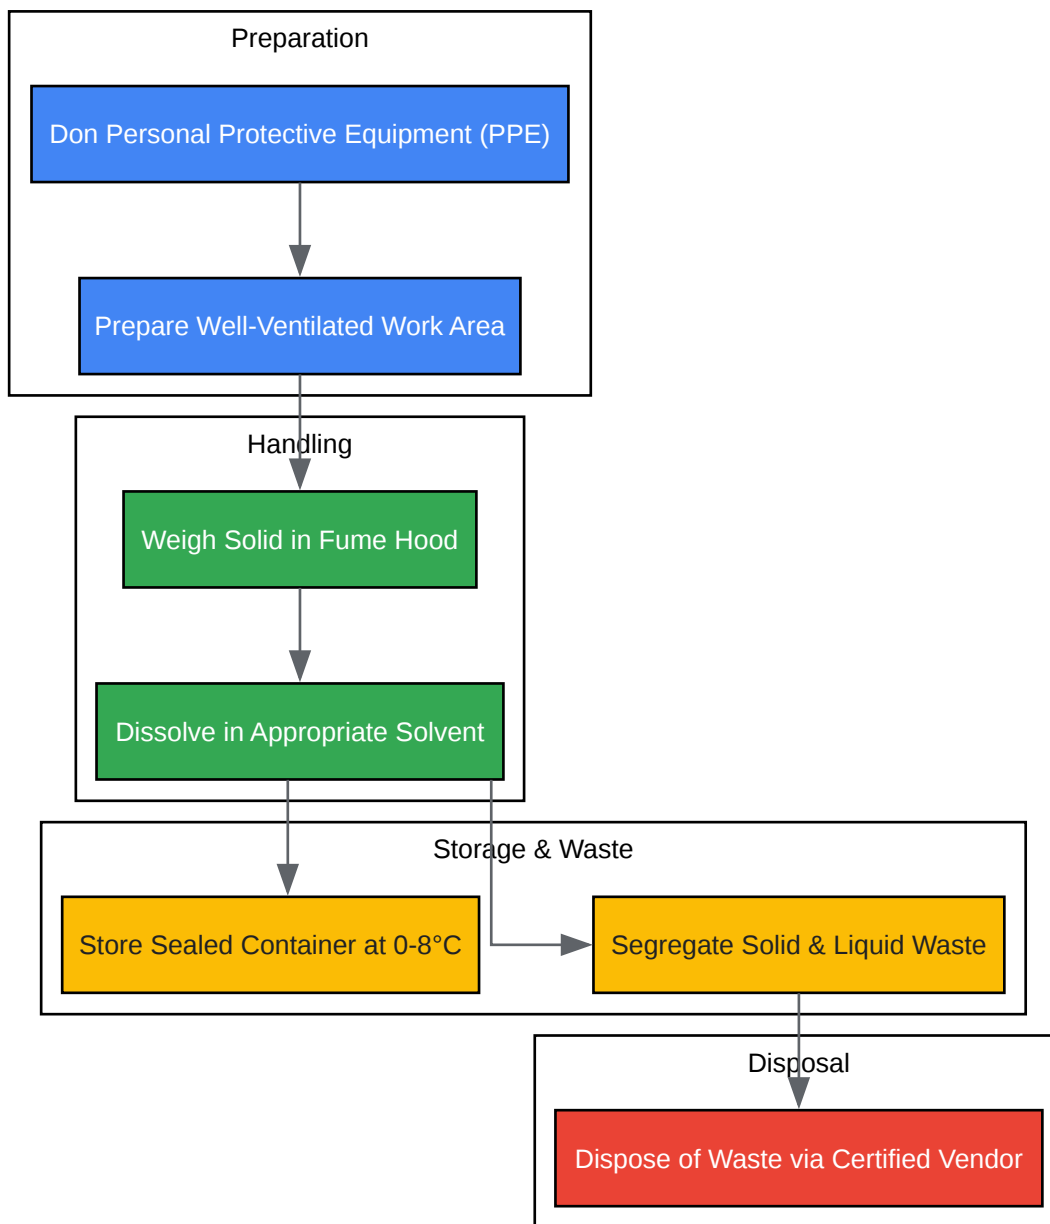 Preparation
Don Personal Protective Equipment (PPE)
Prepare Well-Ventilated Work Area
Handling
Weigh Solid in Fume Hood
Dissolve in Appropriate Solvent
Storage & Waste
Store Sealed Container at 0-8°C
Segregate Solid & Liquid Waste
Disposal
Dispose of Waste via Certified Vendor